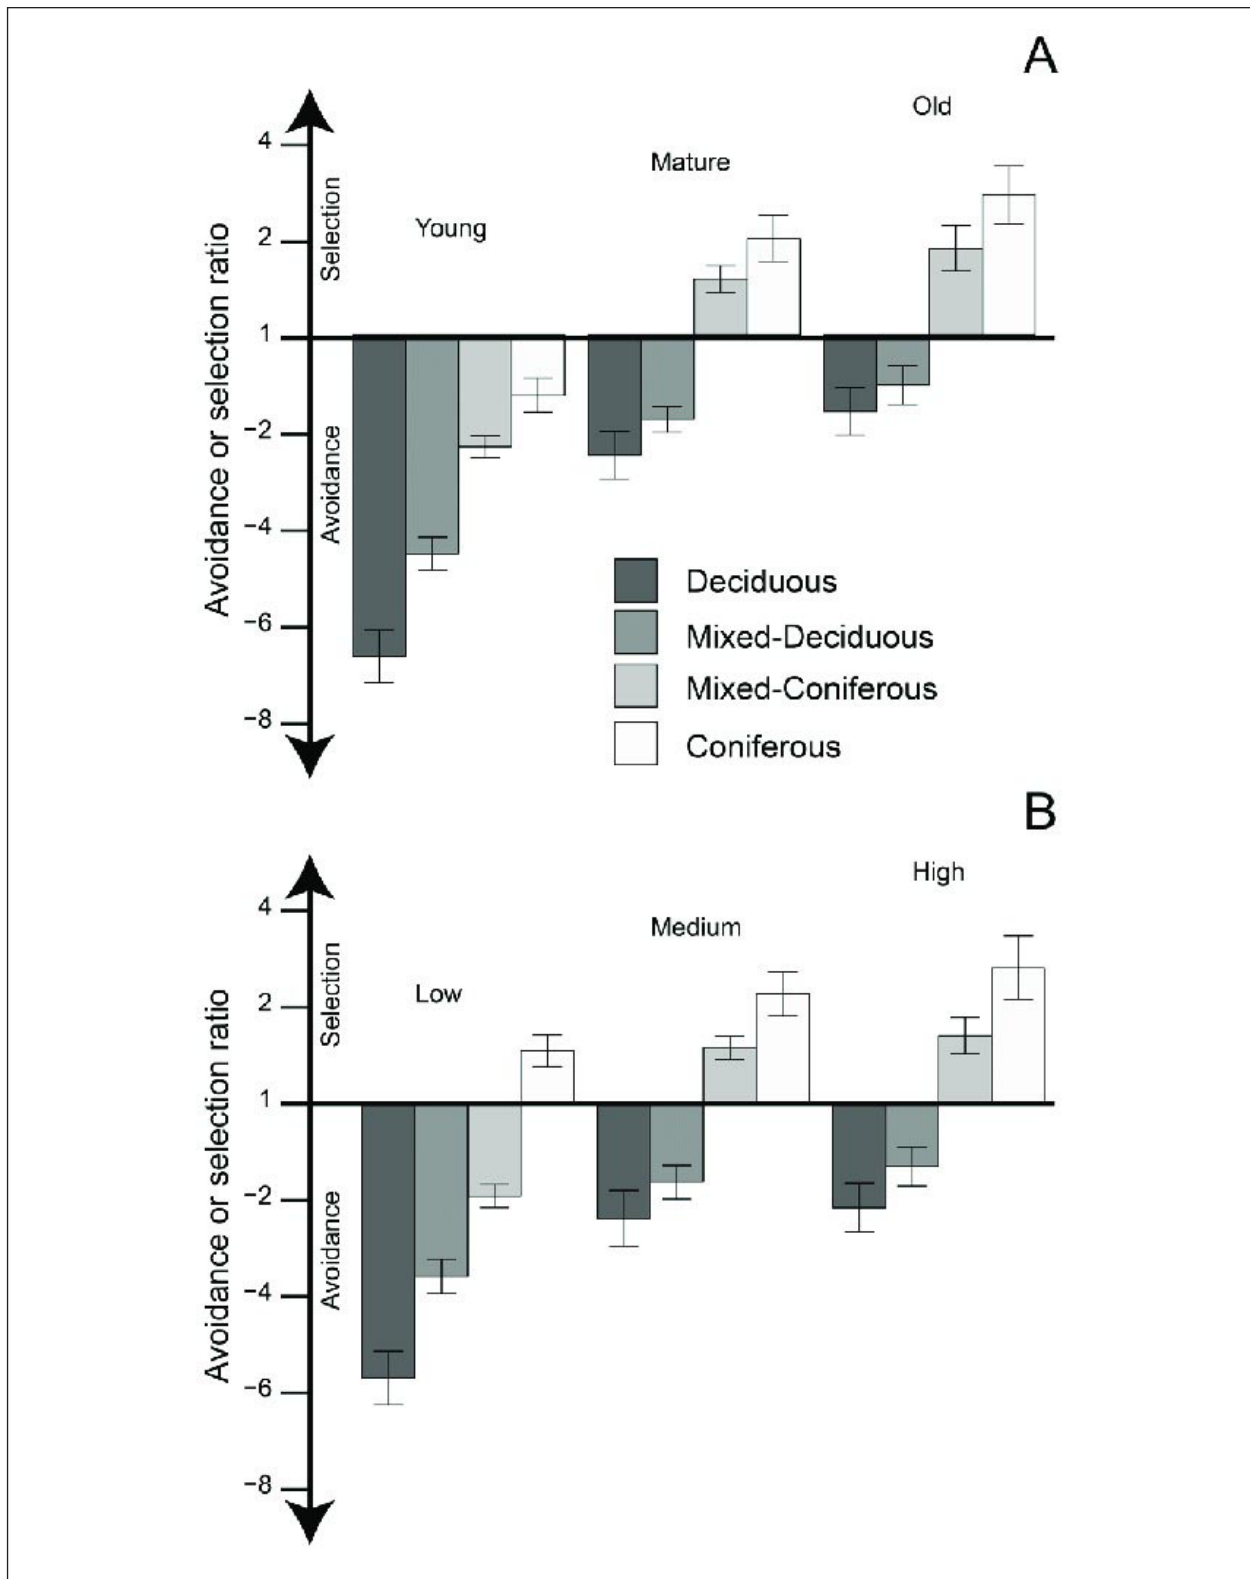 A
Old
Mature
Young
4
2
1
−2
−4
−6
−8
Selection
Avoidance
Avoidance or selection ratio
Deciduous
Mixed-Deciduous
Mixed-Coniferous
Coniferous
B
High
Medium
Low
4
2
1
−2
−4
−6
−8
Selection
Avoidance
Avoidance or selection ratio